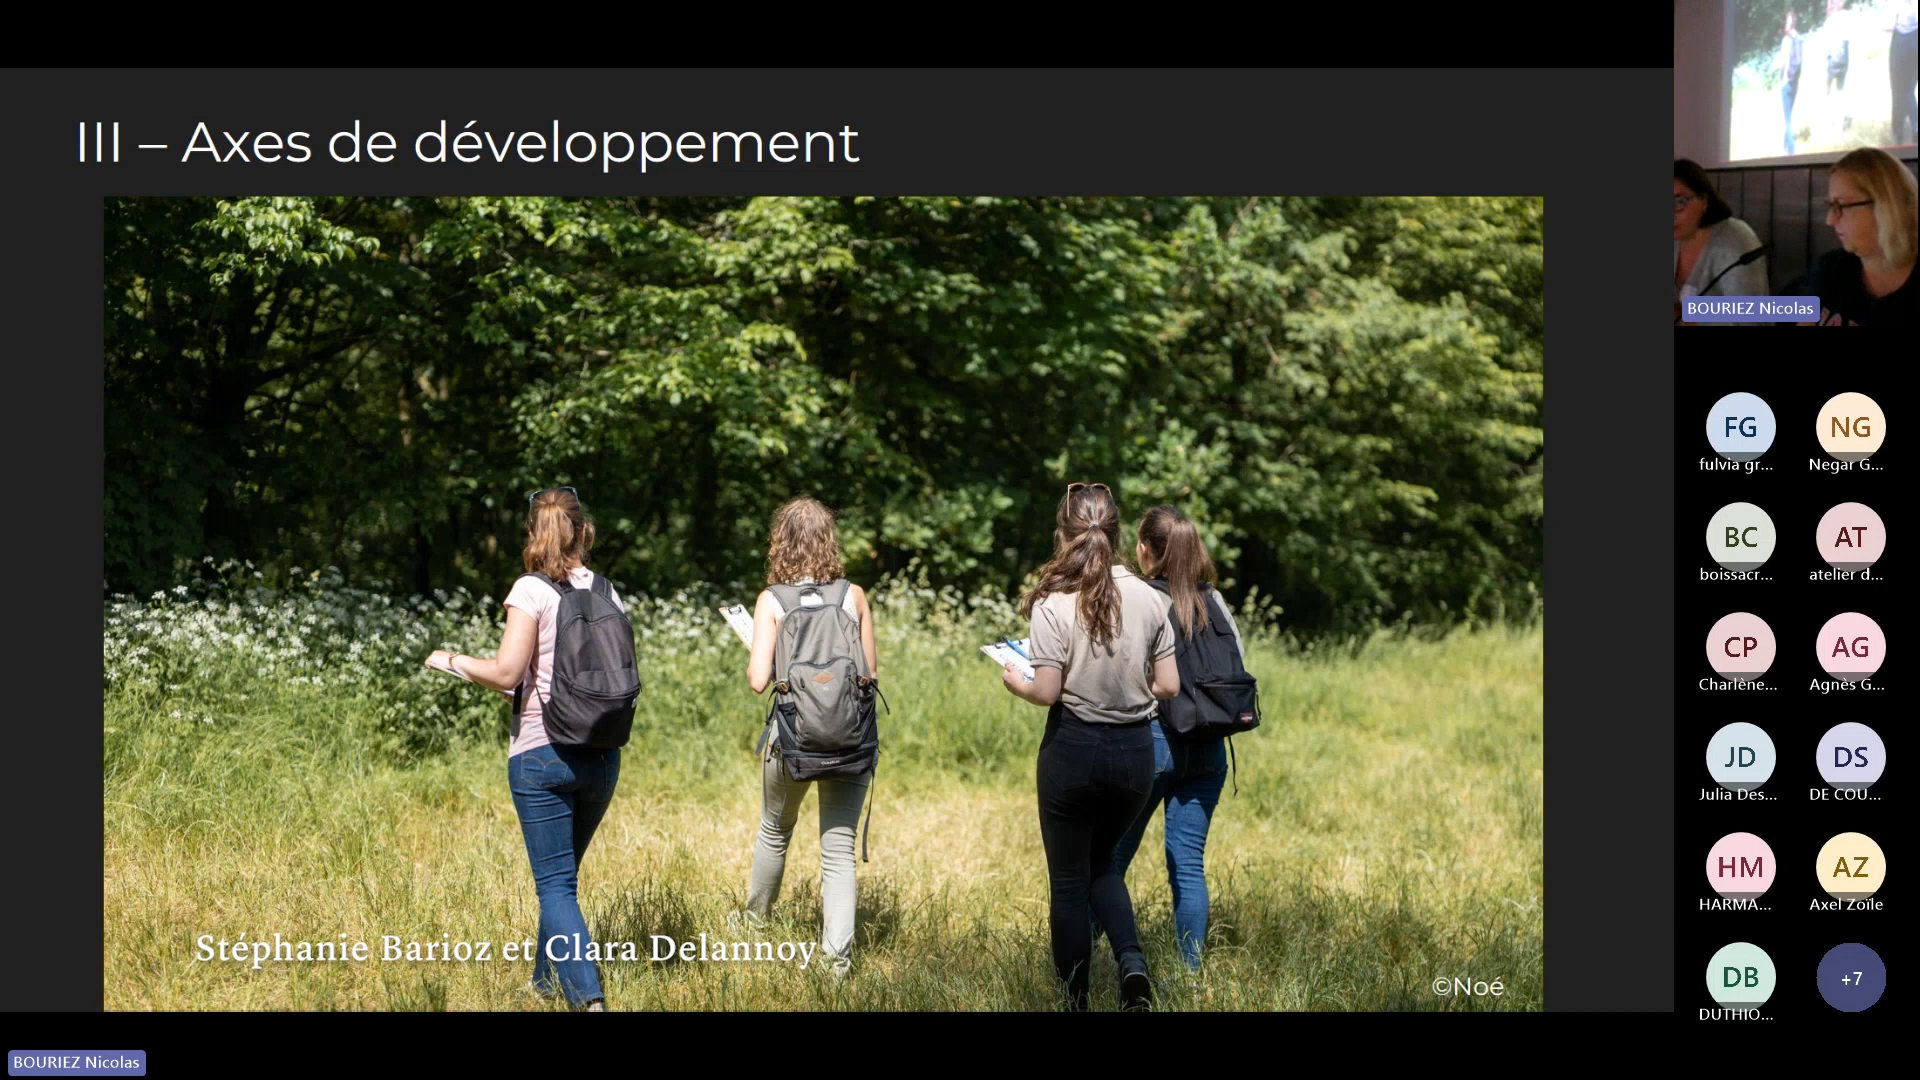 III – Axes de développement
Stéphanie Barioz et Clara Delannoy
©Noé
BOURIEZ Nicolas
BOURIEZ Nicolas
FG
fulvia gr...
NG
Negar G...
BC
boissacr...
AT
atelier d...
CP
Charlène...
AG
Agnès G...
JD
Julia Des...
DS
DE COU...
HM
HARMA...
AZ
Axel Zoïle
DB
DUTHIO...
+7